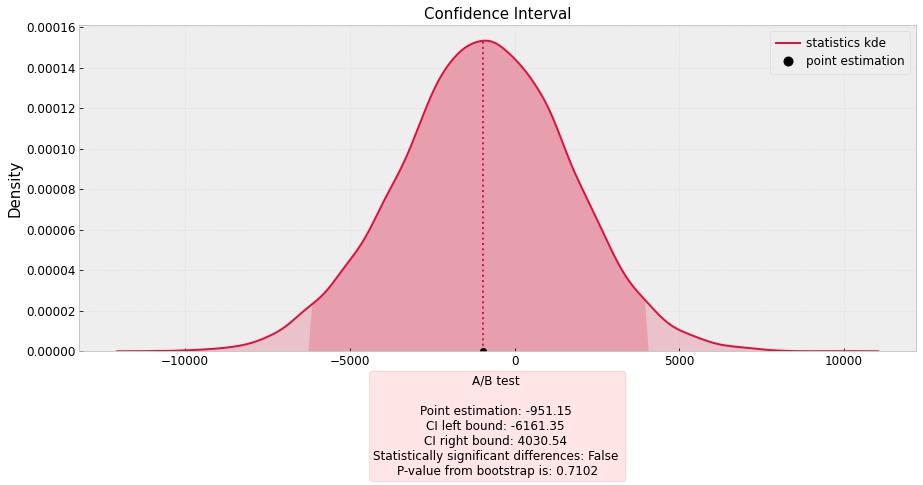 Confidence Interval
statistics kde
point estimation
Density
0.00016
0.00014
0.00012
0.00010
0.00008
0.00006
0.00004
0.00002
0.00000
−10000
−5000
0
5000
10000
A/B test
Point estimation: -951.15
CI left bound: -6161.35
CI right bound: 4030.54
Statistically significant differences: False
P-value from bootstrap is: 0.7102